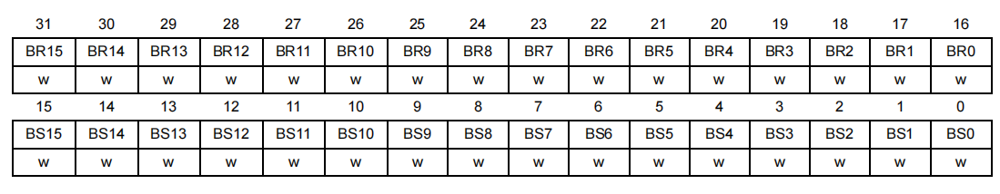 31 30 29 28 27 26 25 24 23 22 21 20 19 18 17 16
BR15 BR14 BR13 BR12 BR11 BR10 BR9 BR8 BR7 BR6 BR5 BR4 BR3 BR2 BR1 BR0
w w w w w w w w w w w w w w w w
15 14 13 12 11 10 9 8 7 6 5 4 3 2 1 0
BS15 BS14 BS13 BS12 BS11 BS10 BS9 BS8 BS7 BS6 BS5 BS4 BS3 BS2 BS1 BS0
w w w w w w w w w w w w w w w w